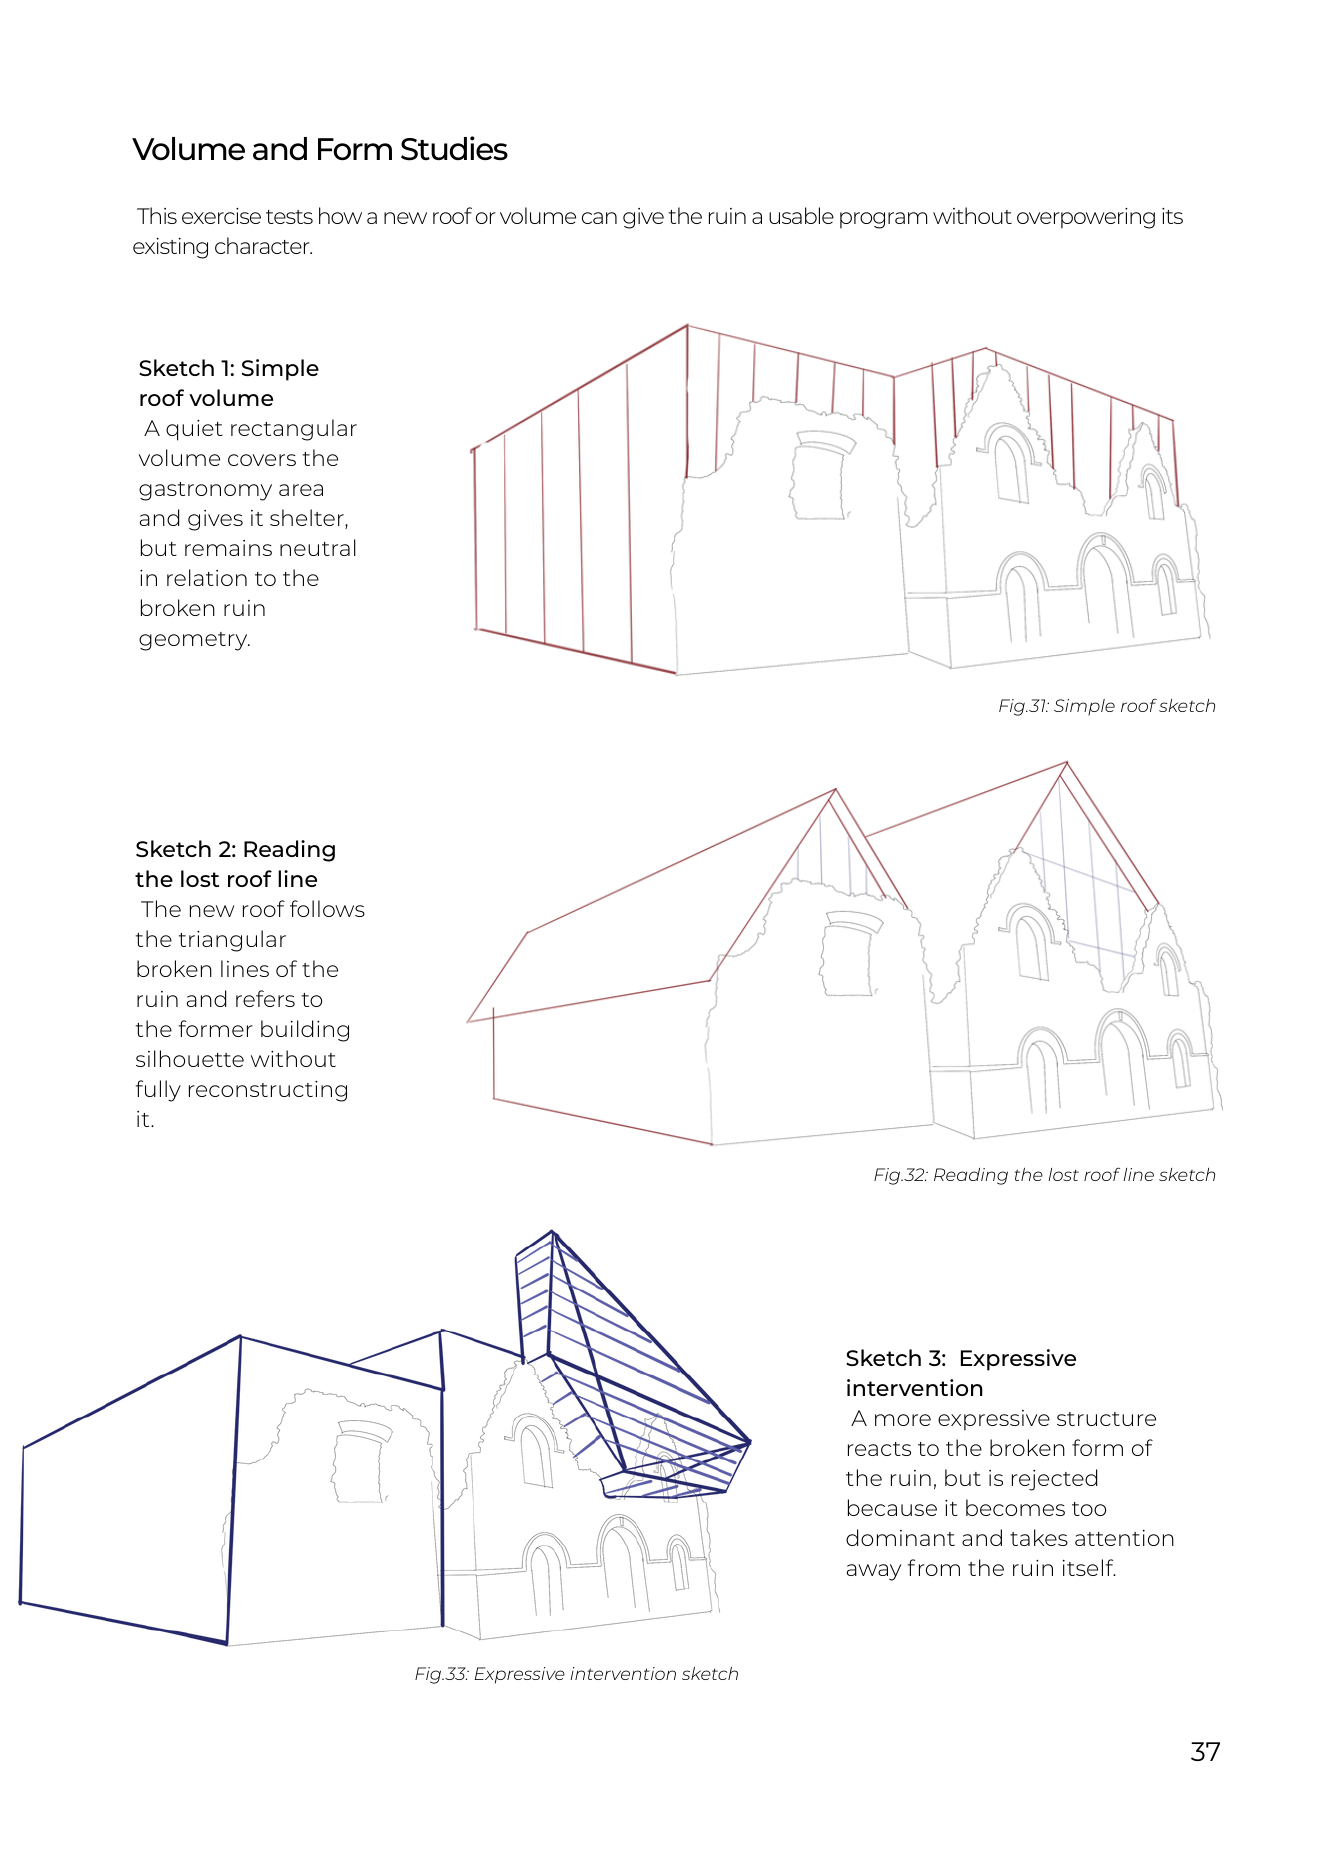 Volume and Form Studies
This exercise tests how a new roof or volume can give the ruin a usable program without overpowering its
existing character.
Sketch 1: Simple
roof volume
A quiet rectangular
volume covers the
gastronomy area
and gives it shelter,
but remains neutral
in relation to the
broken ruin
geometry.
Fig.31: Simple roof sketch
Sketch 2: Reading
the lost roof line
The new roof follows
the triangular
broken lines of the
ruin and refers to
the former building
silhouette without
fully reconstructing
it.
Fig.32: Reading the lost roof line sketch
Sketch 3:  Expressive
intervention
A more expressive structure
reacts to the broken form of
the ruin, but is rejected
because it becomes too
dominant and takes attention
away from the ruin itself.
Fig.33: Expressive intervention sketch
37